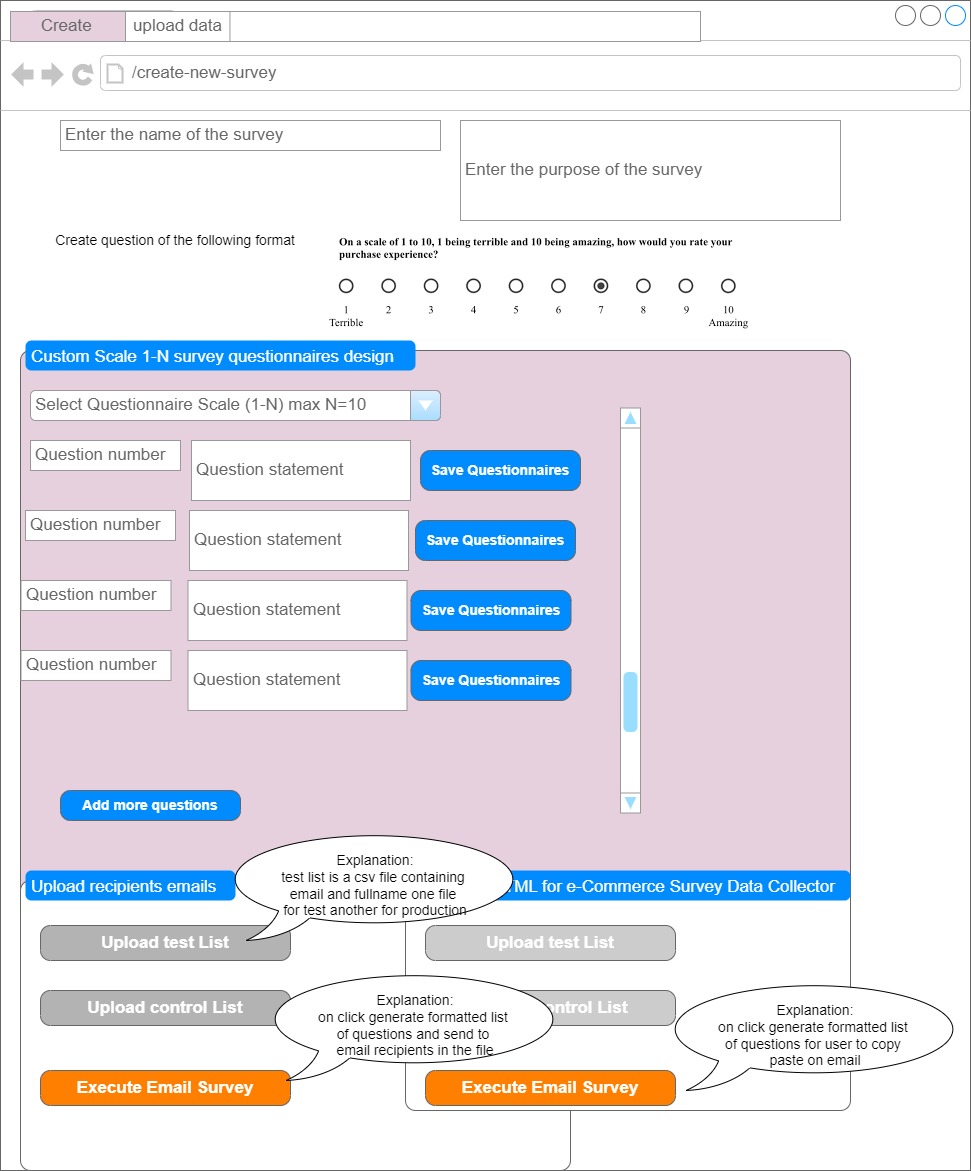 Create
upload data
/create-new-survey
Enter the name of the survey
Enter the purpose of the survey
Create question of the following format
On a scale of 1 to 10, 1 being terrible and 10 being amazing, how would you rate your
purchase experience?
1 2 3 4 5 6 7 8 9 10
Terrible Amazing
Custom Scale 1-N survey questionnaires design
Select Questionnaire Scale (1-N) max N=10
Question number
Question statement
Save Questionnaires
Question number
Question statement
Save Questionnaires
Question number
Question statement
Save Questionnaires
Question number
Question statement
Save Questionnaires
Add more questions
Upload recipients emails
Explanation:
test list is a csv file containing
email and fullname one file
for test another for production
ML for e-Commerce Survey Data Collector
Upload test List
Upload test List
Upload control List
ntrol List
Explanation:
on click generate formatted list
of questions and send to
email recipients in the file
Explanation:
on click generate formatted list
of questions for user to copy
paste on email
Execute Email Survey
Execute Email Survey